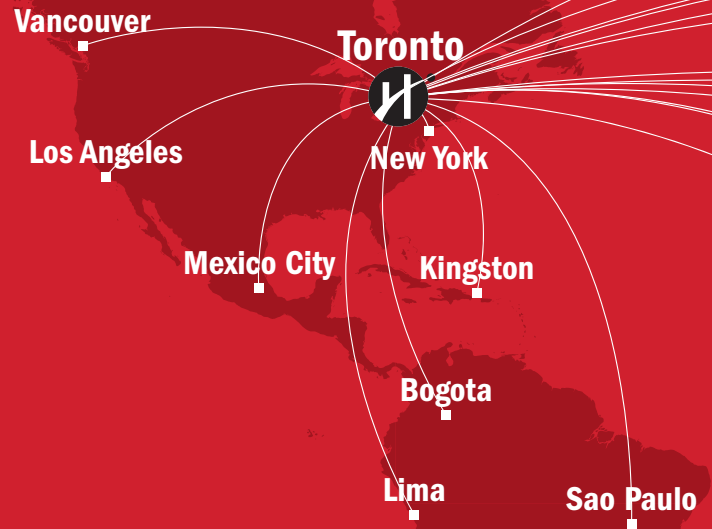 Vancouver
Toronto
Los Angeles
New York
Mexico City
Kingston
Bogota
Lima
Sao Paulo